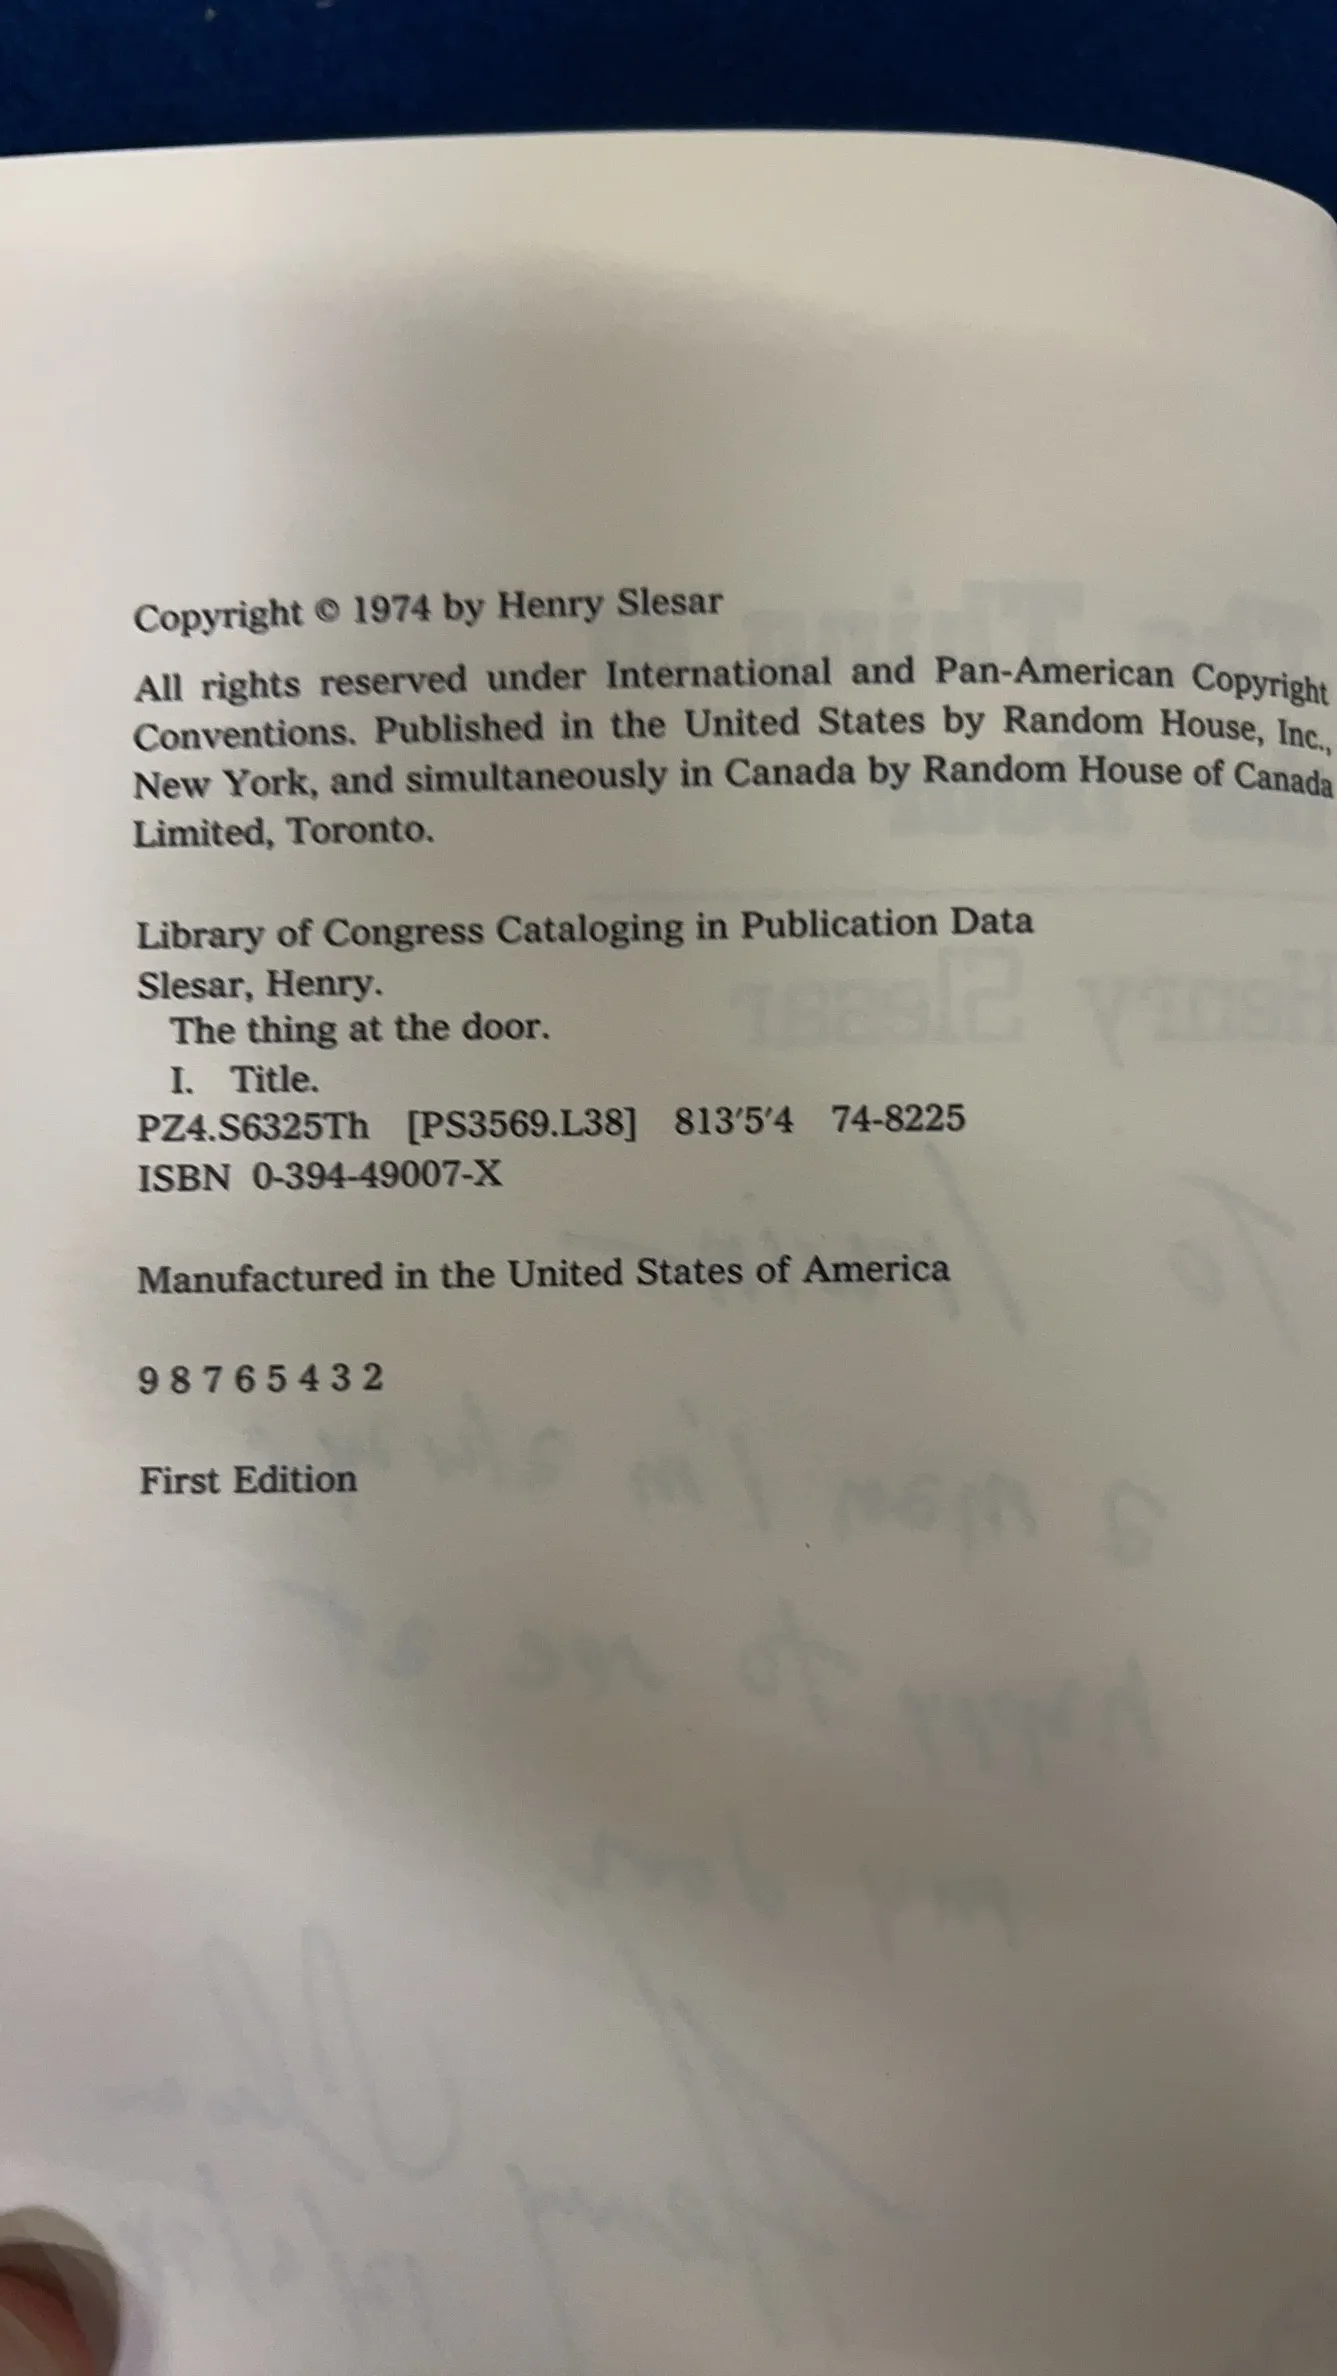 Copyright © 1974 by Henry Slesar
All rights reserved under International and Pan-American Copyright
Conventions. Published in the United States by Random House, Inc.,
New York, and simultaneously in Canada by Random House of Canada
Limited, Toronto.
Library of Congress Cataloging in Publication Data
Slesar, Henry.
The thing at the door.
I. Title.
PZ4.S6325Th [PS3569.L38] 813′5′4 74-8225
ISBN 0-394-49007-X
Manufactured in the United States of America
9 8 7 6 5 4 3 2
First Edition